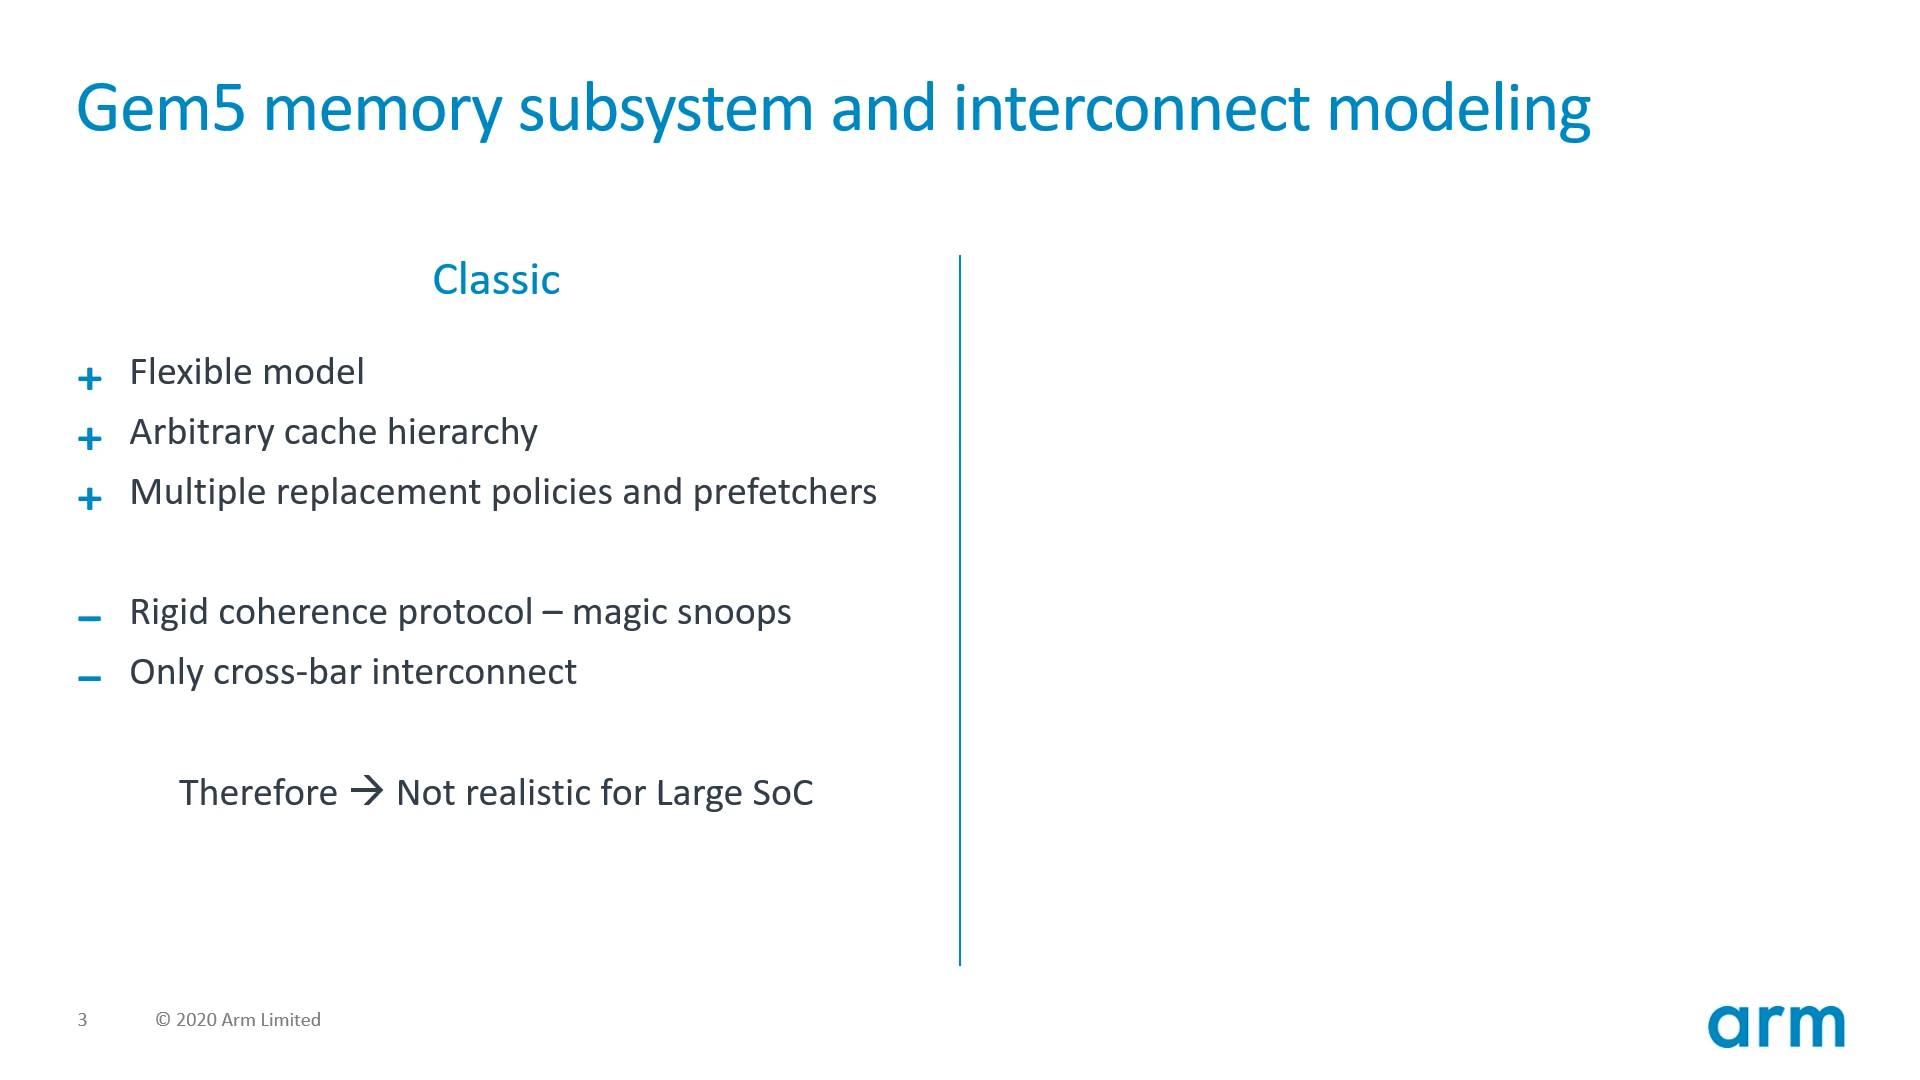 Gem5 memory subsystem and interconnect modeling
Classic
+ Flexible model
+ Arbitrary cache hierarchy
+ Multiple replacement policies and prefetchers
– Rigid coherence protocol – magic snoops
– Only cross-bar interconnect
Therefore → Not realistic for Large SoC
3 © 2020 Arm Limited
arm